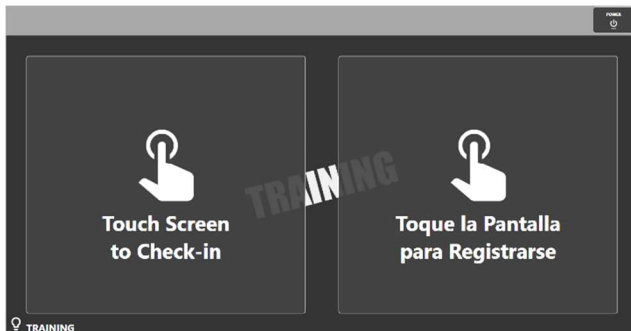 POWER
Touch Screen
to Check-in
Toque la Pantalla
para Registrarse
TRAINING
TRAINING